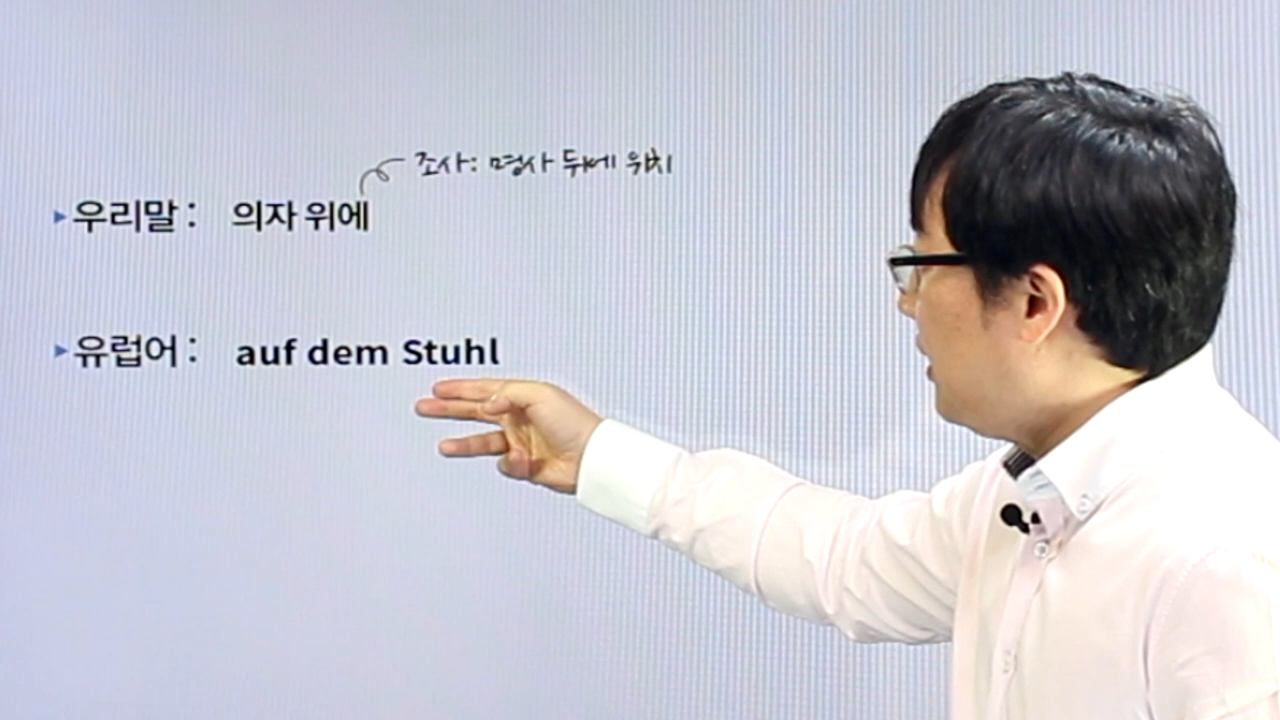 조사: 명사 뒤에 위치
▸우리말 : 의자 위에
▸유럽어 : auf dem Stuhl